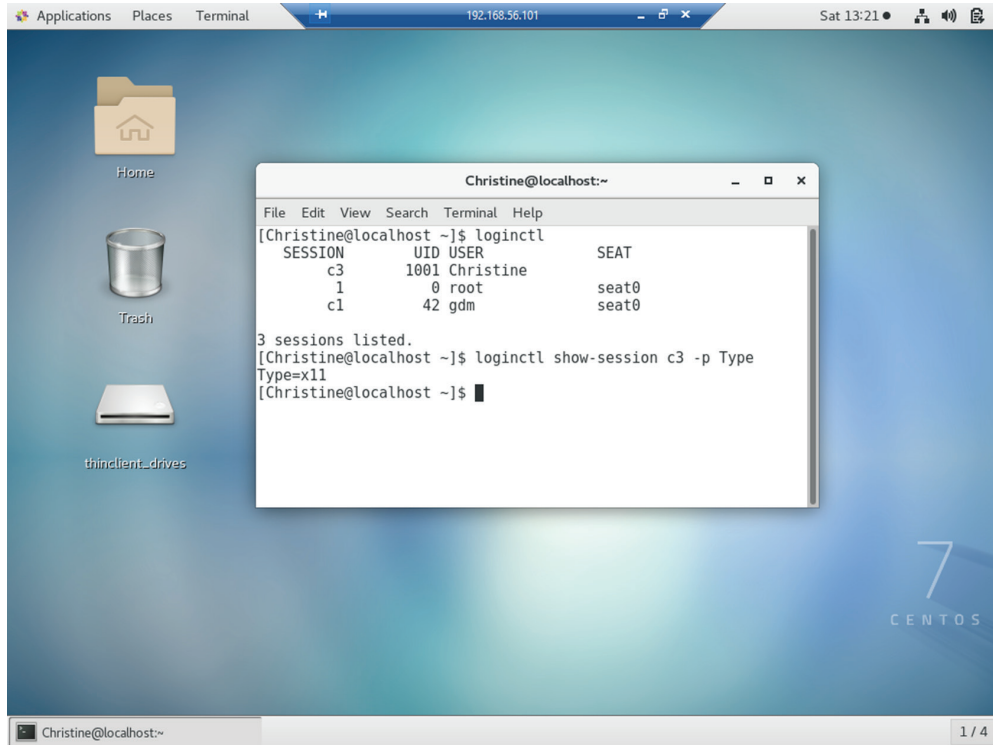 Applications Places Terminal
192.168.56.101
Sat 13:21
Home
Trash
thinclient_drives
Christine@localhost:~
File Edit View Search Terminal Help
[Christine@localhost ~]$ loginctl
SESSION UID USER SEAT
c3 1001 Christine
1 0 root seat0
c1 42 gdm seat0
3 sessions listed.
[Christine@localhost ~]$ loginctl show-session c3 -p Type
Type=x11
[Christine@localhost ~]$
7
CENTOS
Christine@localhost:~
1 / 4